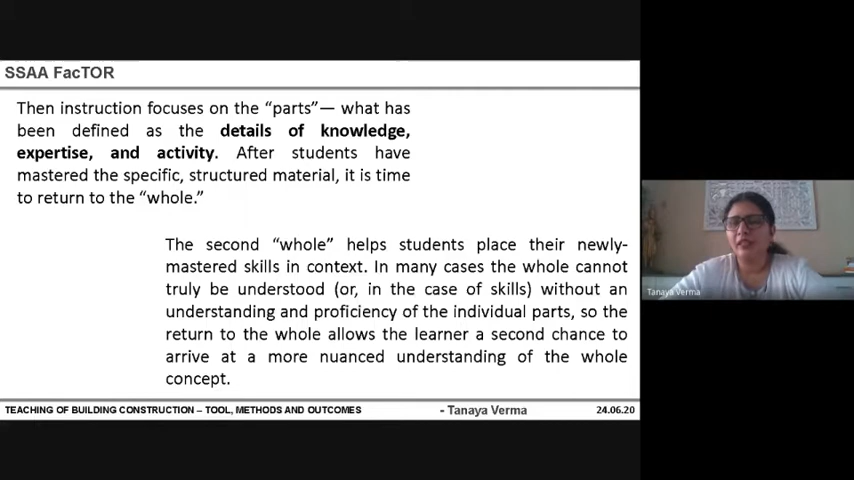 SSAA FacTOR
Then instruction focuses on the “parts”— what has
been defined as the details of knowledge,
expertise, and activity. After students have
mastered the specific, structured material, it is time
to return to the “whole.”
The second “whole” helps students place their newly-
mastered skills in context. In many cases the whole cannot
truly be understood (or, in the case of skills) without an
understanding and proficiency of the individual parts, so the
return to the whole allows the learner a second chance to
arrive at a more nuanced understanding of the whole
concept.
Tanaya Verma
TEACHING OF BUILDING CONSTRUCTION – TOOL, METHODS AND OUTCOMES - Tanaya Verma 24.06.20